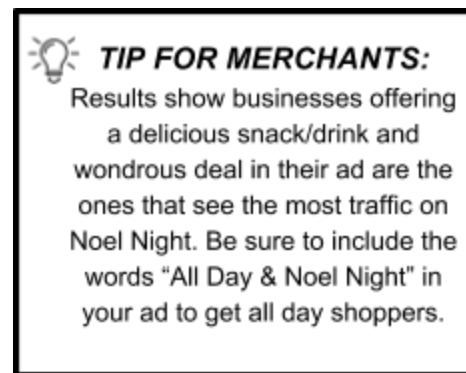 TIP FOR MERCHANTS:
Results show businesses offering
a delicious snack/drink and
wondrous deal in their ad are the
ones that see the most traffic on
Noel Night. Be sure to include the
words “All Day & Noel Night” in
your ad to get all day shoppers.